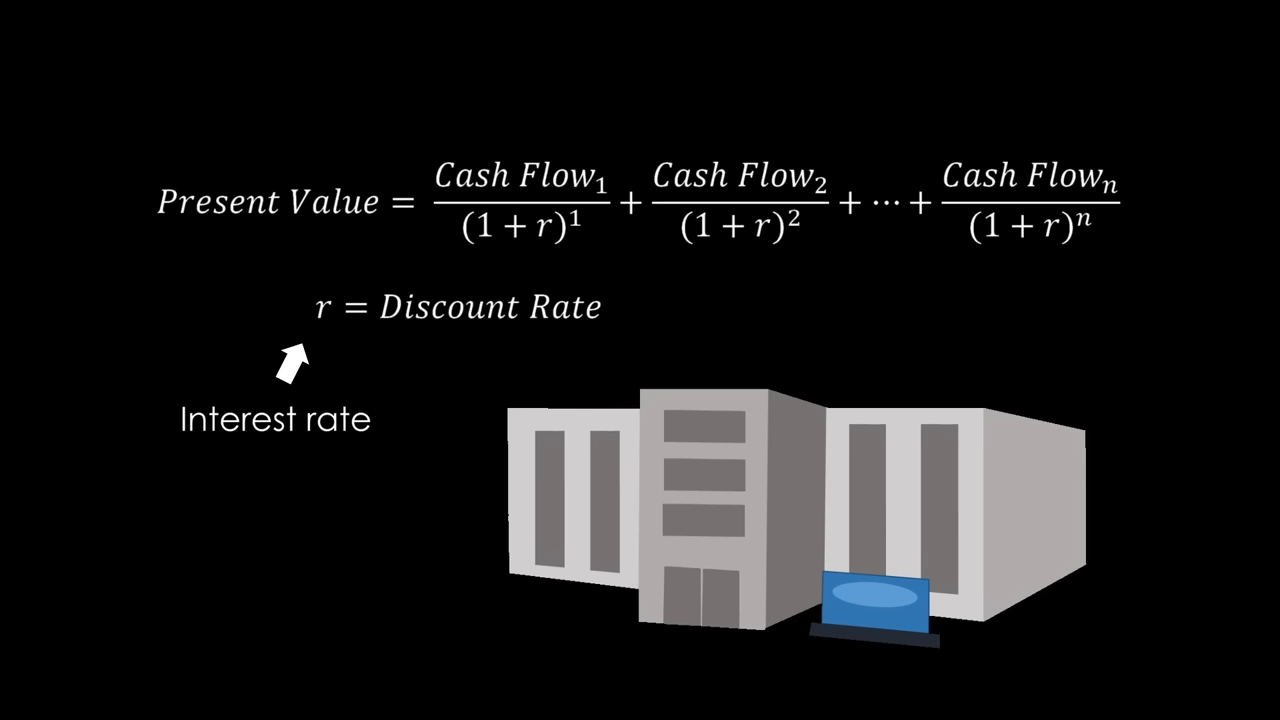 Present Value = Cash Flow₁/(1 + r)¹ + Cash Flow₂/(1 + r)² + ⋯ + Cash Flowₙ/(1 + r)ⁿ
r = Discount Rate
Interest rate